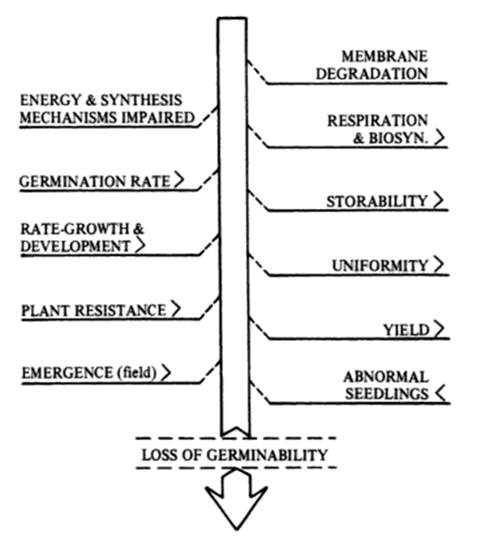 MEMBRANE
DEGRADATION
ENERGY & SYNTHESIS
MECHANISMS IMPAIRED
RESPIRATION
& BIOSYN. >
GERMINATION RATE >
STORABILITY >
RATE-GROWTH &
DEVELOPMENT >
UNIFORMITY >
PLANT RESISTANCE >
YIELD >
EMERGENCE (field) >
ABNORMAL
SEEDLINGS <
LOSS OF GERMINABILITY